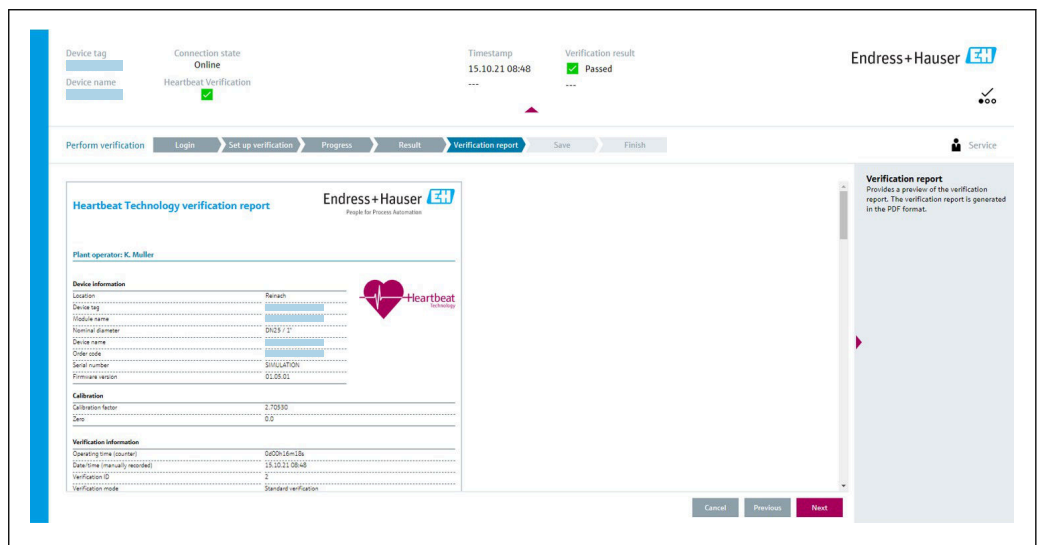 Device tag
Connection state
Online
Timestamp
15.10.21 08:48
Verification result
Passed
Endress+Hauser EH
Device name
Heartbeat Verification
---
---
Perform verification
Login
Set up verification
Progress
Result
Verification report
Save
Finish
Service
Heartbeat Technology verification report
Endress+Hauser EH
People for Process Automation
Plant operator: K. Muller
Device information
Location Reinach
Device tag
Module name
Nominal diameter DN25 / 1"
Device name
Order code
Serial number SIMULATION
Firmware version 01.05.01
Heartbeat
Technology
Calibration
Calibration factor 2.70530
Zero 0.0
Verification information
Operating time (counter) 0d00h16m18s
Date/time (manually recorded) 15.10.21 08:48
Verification ID 2
Verification mode Standard verification
Verification report
Provides a preview of the verification
report. The verification report is generated
in the PDF format.
Cancel
Previous
Next